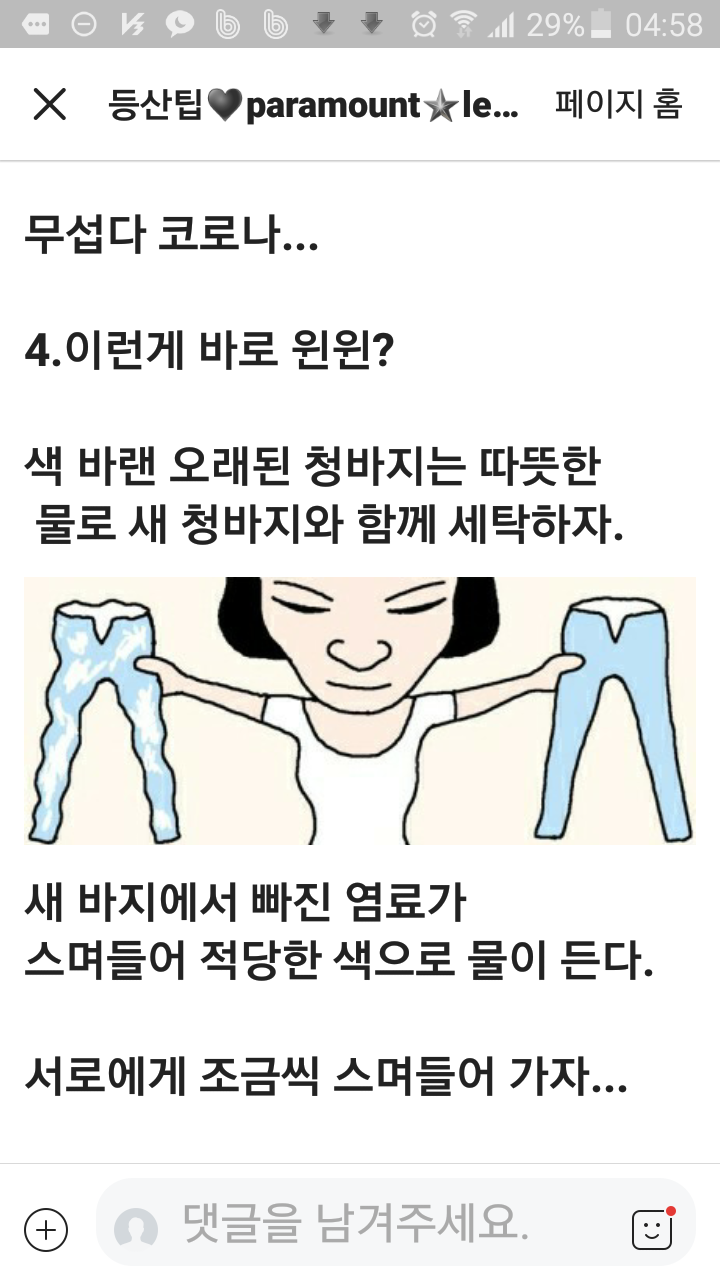 29% 04:58
등산팁🖤paramount★le... 페이지 홈
무섭다 코로나...
4.이런게 바로 윈윈?
색 바랜 오래된 청바지는 따뜻한
물로 새 청바지와 함께 세탁하자.
새 바지에서 빠진 염료가
스며들어 적당한 색으로 물이 든다.
서로에게 조금씩 스며들어 가자...
댓글을 남겨주세요.